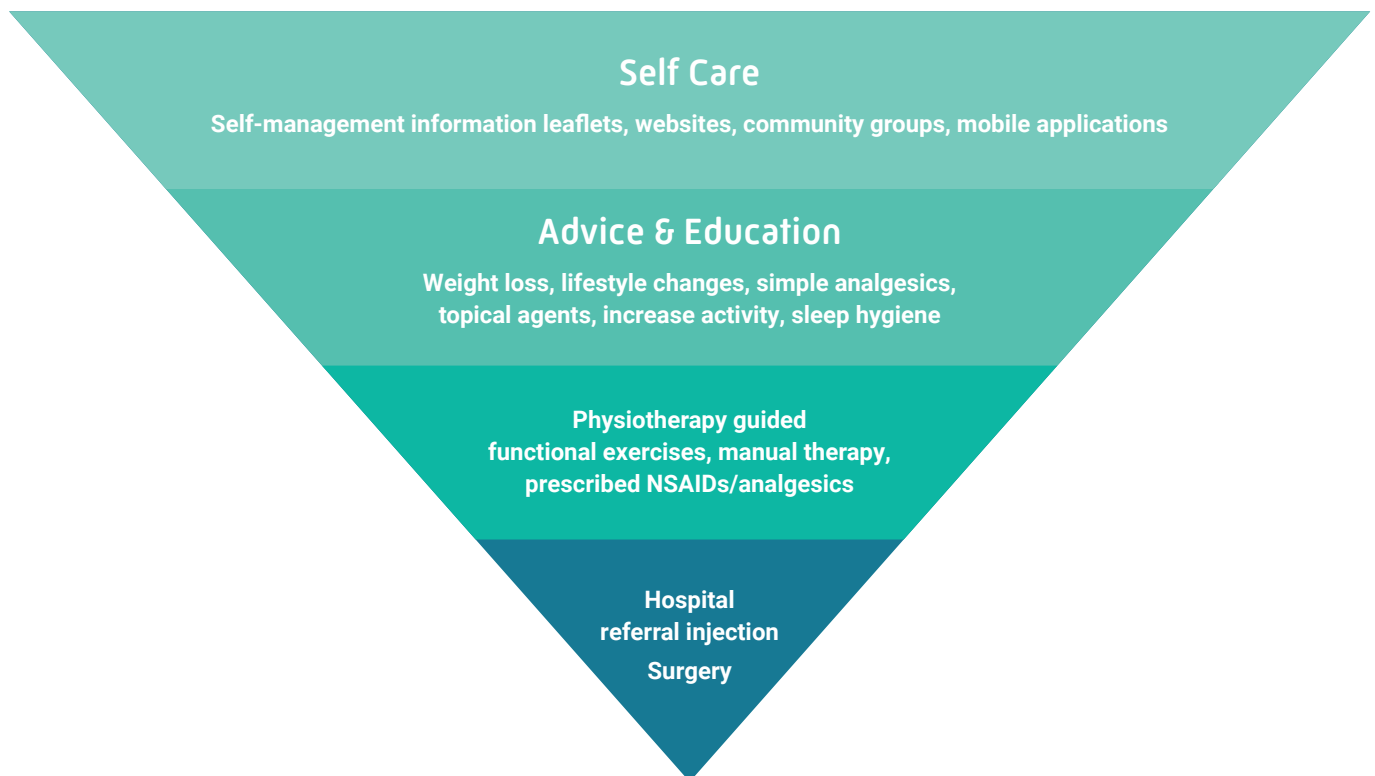 Self Care
Self-management information leaflets, websites, community groups, mobile applications
Advice & Education
Weight loss, lifestyle changes, simple analgesics,
topical agents, increase activity, sleep hygiene
Physiotherapy guided
functional exercises, manual therapy,
prescribed NSAIDs/analgesics
Hospital
referral injection
Surgery